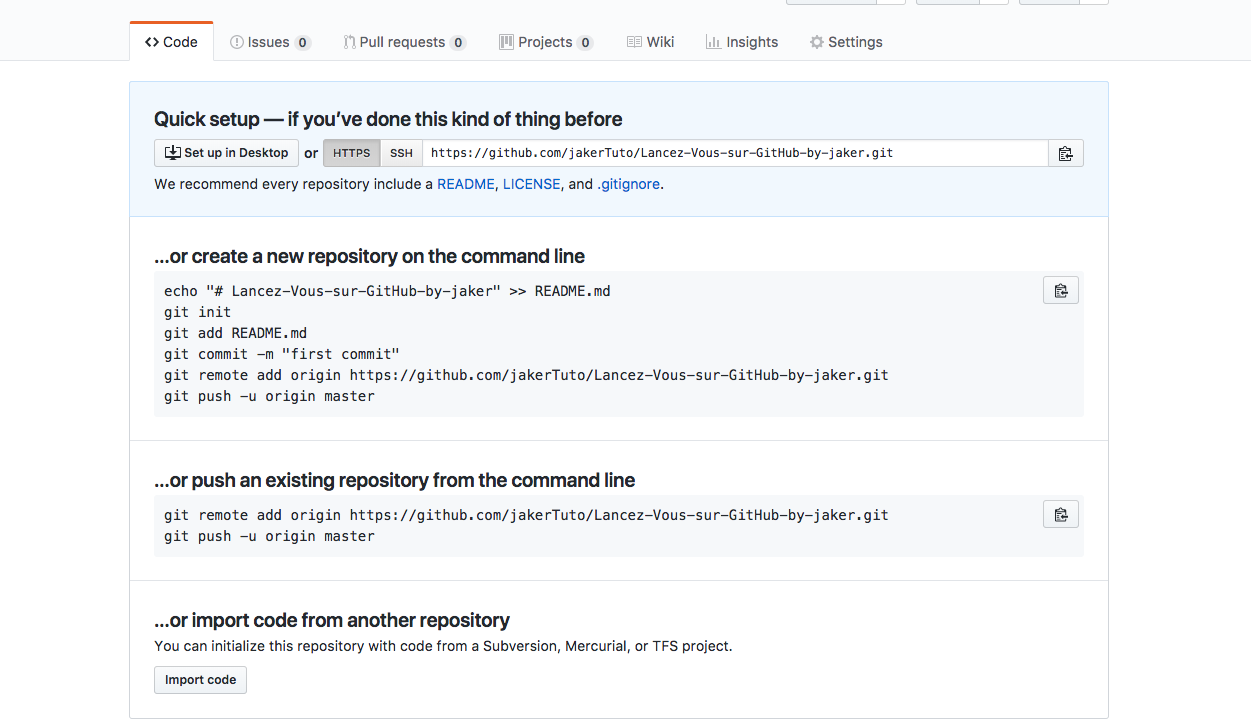 Code Issues 0 Pull requests 0 Projects 0 Wiki Insights Settings
Quick setup — if you’ve done this kind of thing before
Set up in Desktop or HTTPS SSH https://github.com/jakerTuto/Lancez-Vous-sur-GitHub-by-jaker.git
We recommend every repository include a README, LICENSE, and .gitignore.
…or create a new repository on the command line
echo "# Lancez-Vous-sur-GitHub-by-jaker" >> README.md
git init
git add README.md
git commit -m "first commit"
git remote add origin https://github.com/jakerTuto/Lancez-Vous-sur-GitHub-by-jaker.git
git push -u origin master
…or push an existing repository from the command line
git remote add origin https://github.com/jakerTuto/Lancez-Vous-sur-GitHub-by-jaker.git
git push -u origin master
…or import code from another repository
You can initialize this repository with code from a Subversion, Mercurial, or TFS project.
Import code